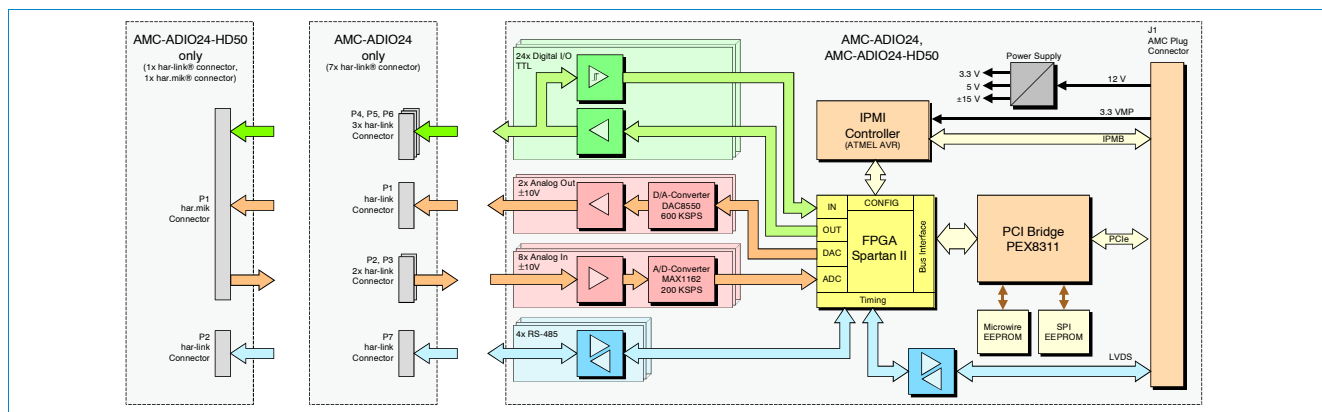 AMC-ADIO24-HD50
only
(1x har-link® connector,
1x har.mik® connector)
P1
har.mik
Connector
P2
har-link
Connector
AMC-ADIO24
only
(7x har-link® connector)
P4, P5, P6
3x har-link
Connector
P1
har-link
Connector
P2, P3
2x har-link
Connector
P7
har-link
Connector
AMC-ADIO24,
AMC-ADIO24-HD50
24x Digital I/O
TTL
2x Analog Out
±10V
D/A-Converter
DAC8550
600 KSPS
8x Analog In
±10V
A/D-Converter
MAX1162
200 KSPS
4x RS-485
Power Supply
3.3 V
5 V
±15 V
12 V
J1
AMC Plug
Connector
3.3 VMP
IPMI
Controller
(ATMEL AVR)
IPMB
CONFIG
IN
OUT
DAC
ADC
FPGA
Spartan II
Bus Interface
Timing
PCI Bridge
PEX8311
PCIe
Microwire
EEPROM
SPI
EEPROM
LVDS